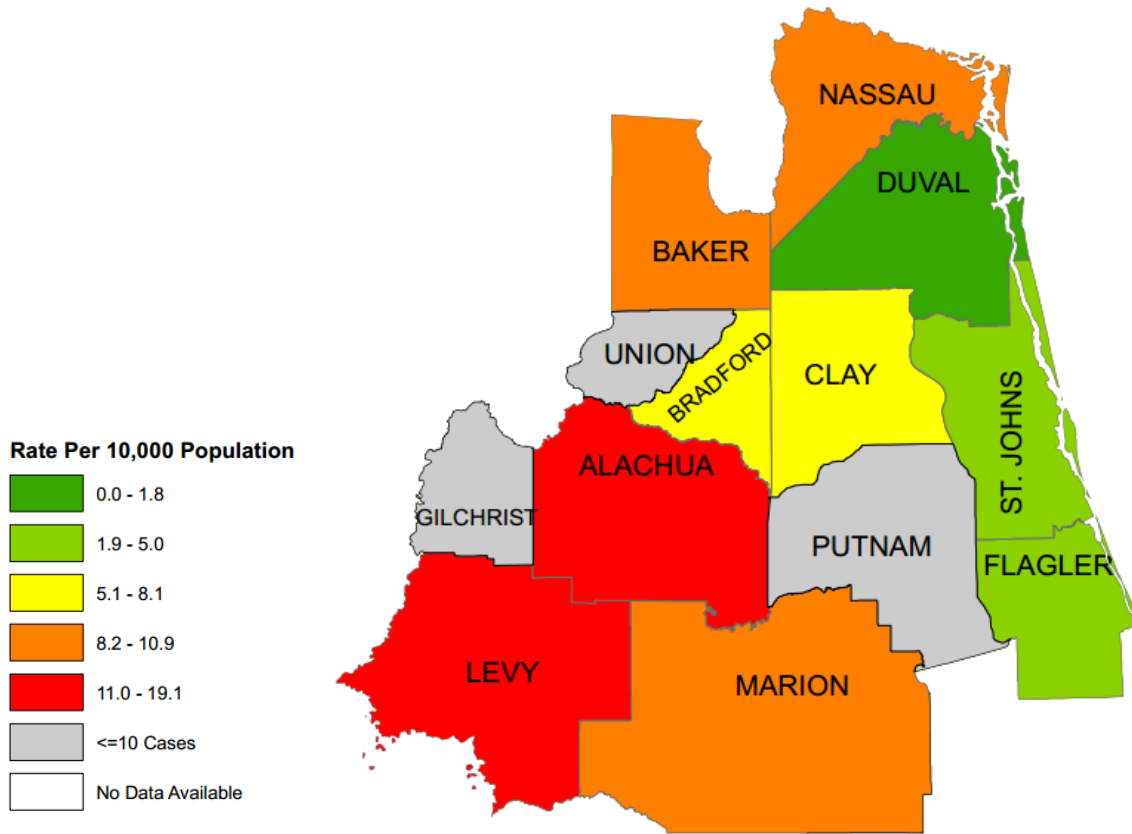 NASSAU
DUVAL
BAKER
UNION
BRADFORD
CLAY
ST. JOHNS
ALACHUA
GILCHRIST
PUTNAM
FLAGLER
LEVY
MARION
Rate Per 10,000 Population
0.0 - 1.8
1.9 - 5.0
5.1 - 8.1
8.2 - 10.9
11.0 - 19.1
<=10 Cases
No Data Available